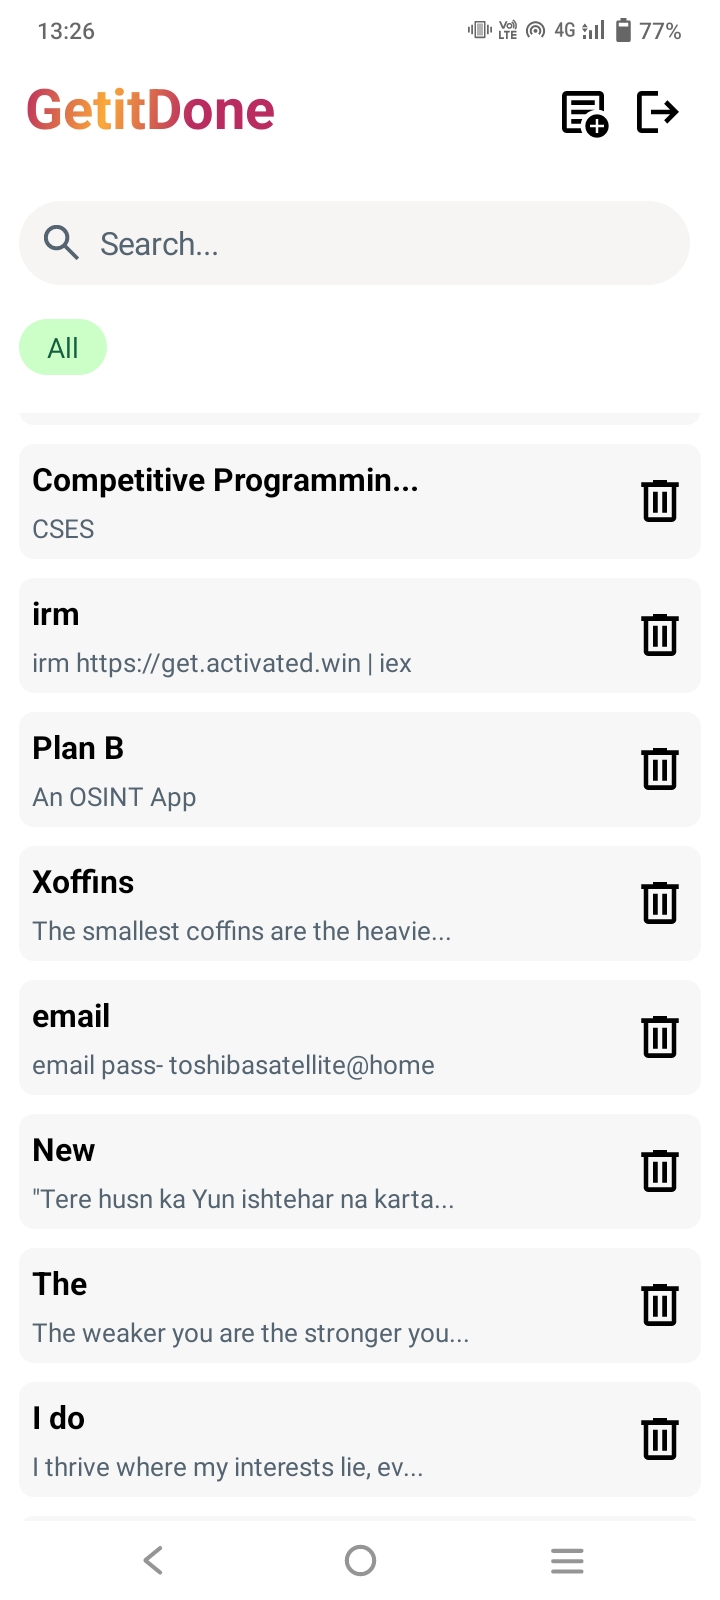 13:26
Vo) LTE 4G 77%
GetitDone
Search...
All
Competitive Programmin...
CSES
irm
irm https://get.activated.win | iex
Plan B
An OSINT App
Xoffins
The smallest coffins are the heavie...
email
email pass- toshibasatellite@home
New
"Tere husn ka Yun ishtehar na karta...
The
The weaker you are the stronger you...
I do
I thrive where my interests lie, ev...